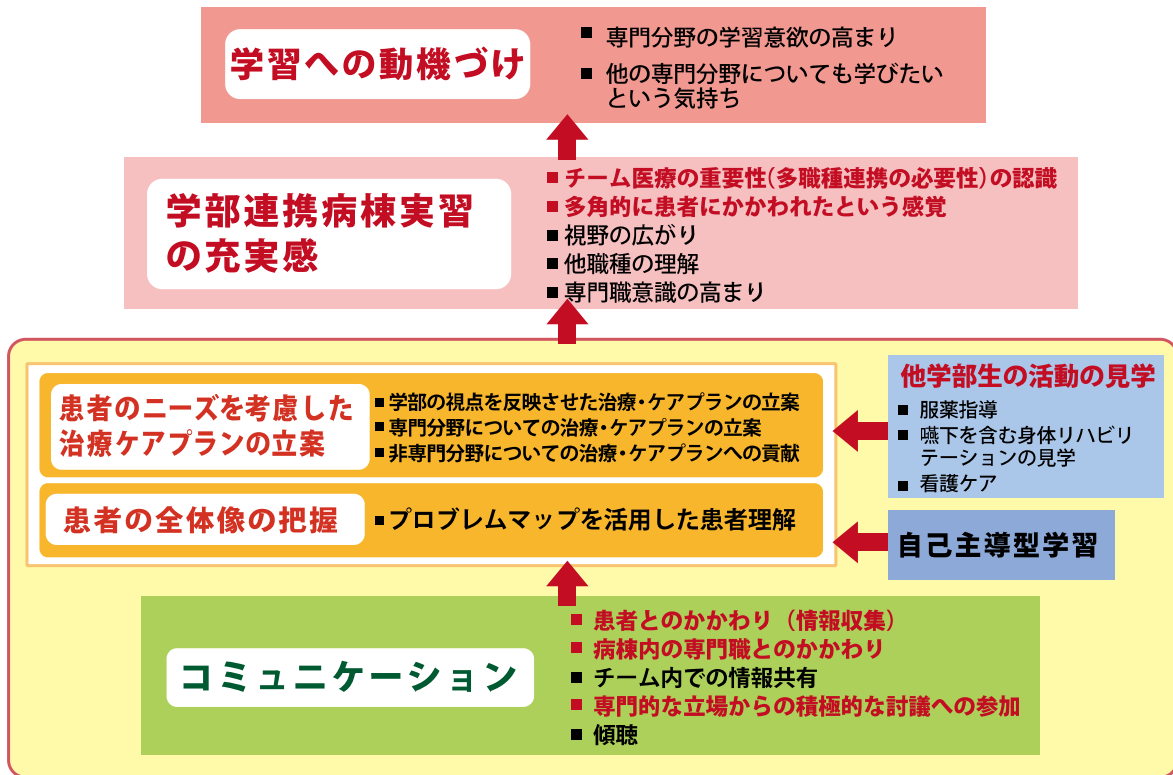 学習への動機づけ
■ 専門分野の学習意欲の高まり
■ 他の専門分野についても学びたい
という気持ち
学部連携病棟実習
の充実感
■ チーム医療の重要性(多職種連携の必要性)の認識
■ 多角的に患者にかかわれたという感覚
■ 視野の広がり
■ 他職種の理解
■ 専門職意識の高まり
患者のニーズを考慮した
治療ケアプランの立案
■ 学部の視点を反映させた治療・ケアプランの立案
■ 専門分野についての治療・ケアプランの立案
■ 非専門分野についての治療・ケアプランへの貢献
患者の全体像の把握
■ プロブレムマップを活用した患者理解
他学部生の活動の見学
■ 服薬指導
■ 嚥下を含む身体リハビリ
テーションの見学
■ 看護ケア
自己主導型学習
コミュニケーション
■ 患者とのかかわり（情報収集）
■ 病棟内の専門職とのかかわり
■ チーム内での情報共有
■ 専門的な立場からの積極的な討議への参加
■ 傾聴